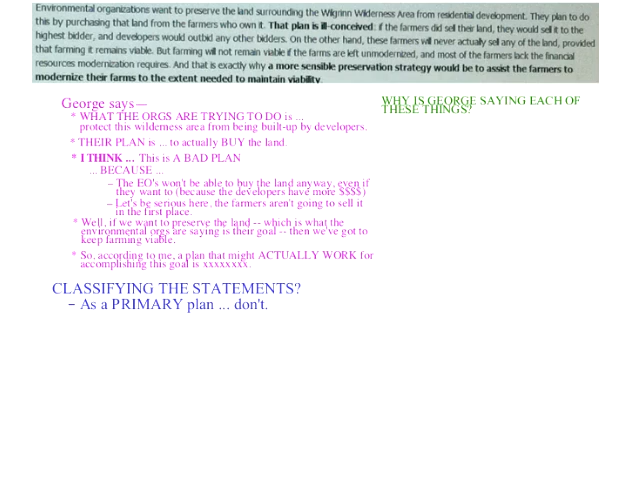 Environmental organizations want to preserve the land surrounding the Wilgrinn Wilderness Area from residential development. They plan to do
this by purchasing that land from the farmers who own it. That plan is ill-conceived: if the farmers did sell their land, they would sell it to the
highest bidder, and developers would outbid any other bidders. On the other hand, these farmers will never actually sell any of the land, provided
that farming it remains viable. But farming will not remain viable if the farms are left unmodernized, and most of the farmers lack the financial
resources modernization requires. And that is exactly why a more sensible preservation strategy would be to assist the farmers to
modernize their farms to the extent needed to maintain viability.
George says—
* WHAT THE ORGS ARE TRYING TO DO is ...
protect this wilderness area from being built-up by developers.
* THEIR PLAN is ... to actually BUY the land.
* I THINK ... This is A BAD PLAN
... BECAUSE ...
– The EO's won't be able to buy the land anyway, even if
they want to (because the developers have more $$$$)
– Let's be serious here, the farmers aren't going to sell it
in the first place.
* Well, if we want to preserve the land -- which is what the
environmental orgs are saying is their goal -- then we've got to
keep farming viable.
* So, according to me, a plan that might ACTUALLY WORK for
accomplishing this goal is xxxxxxxx.
WHY IS GEORGE SAYING EACH OF
THESE THINGS?
CLASSIFYING THE STATEMENTS?
– As a PRIMARY plan ... don't.